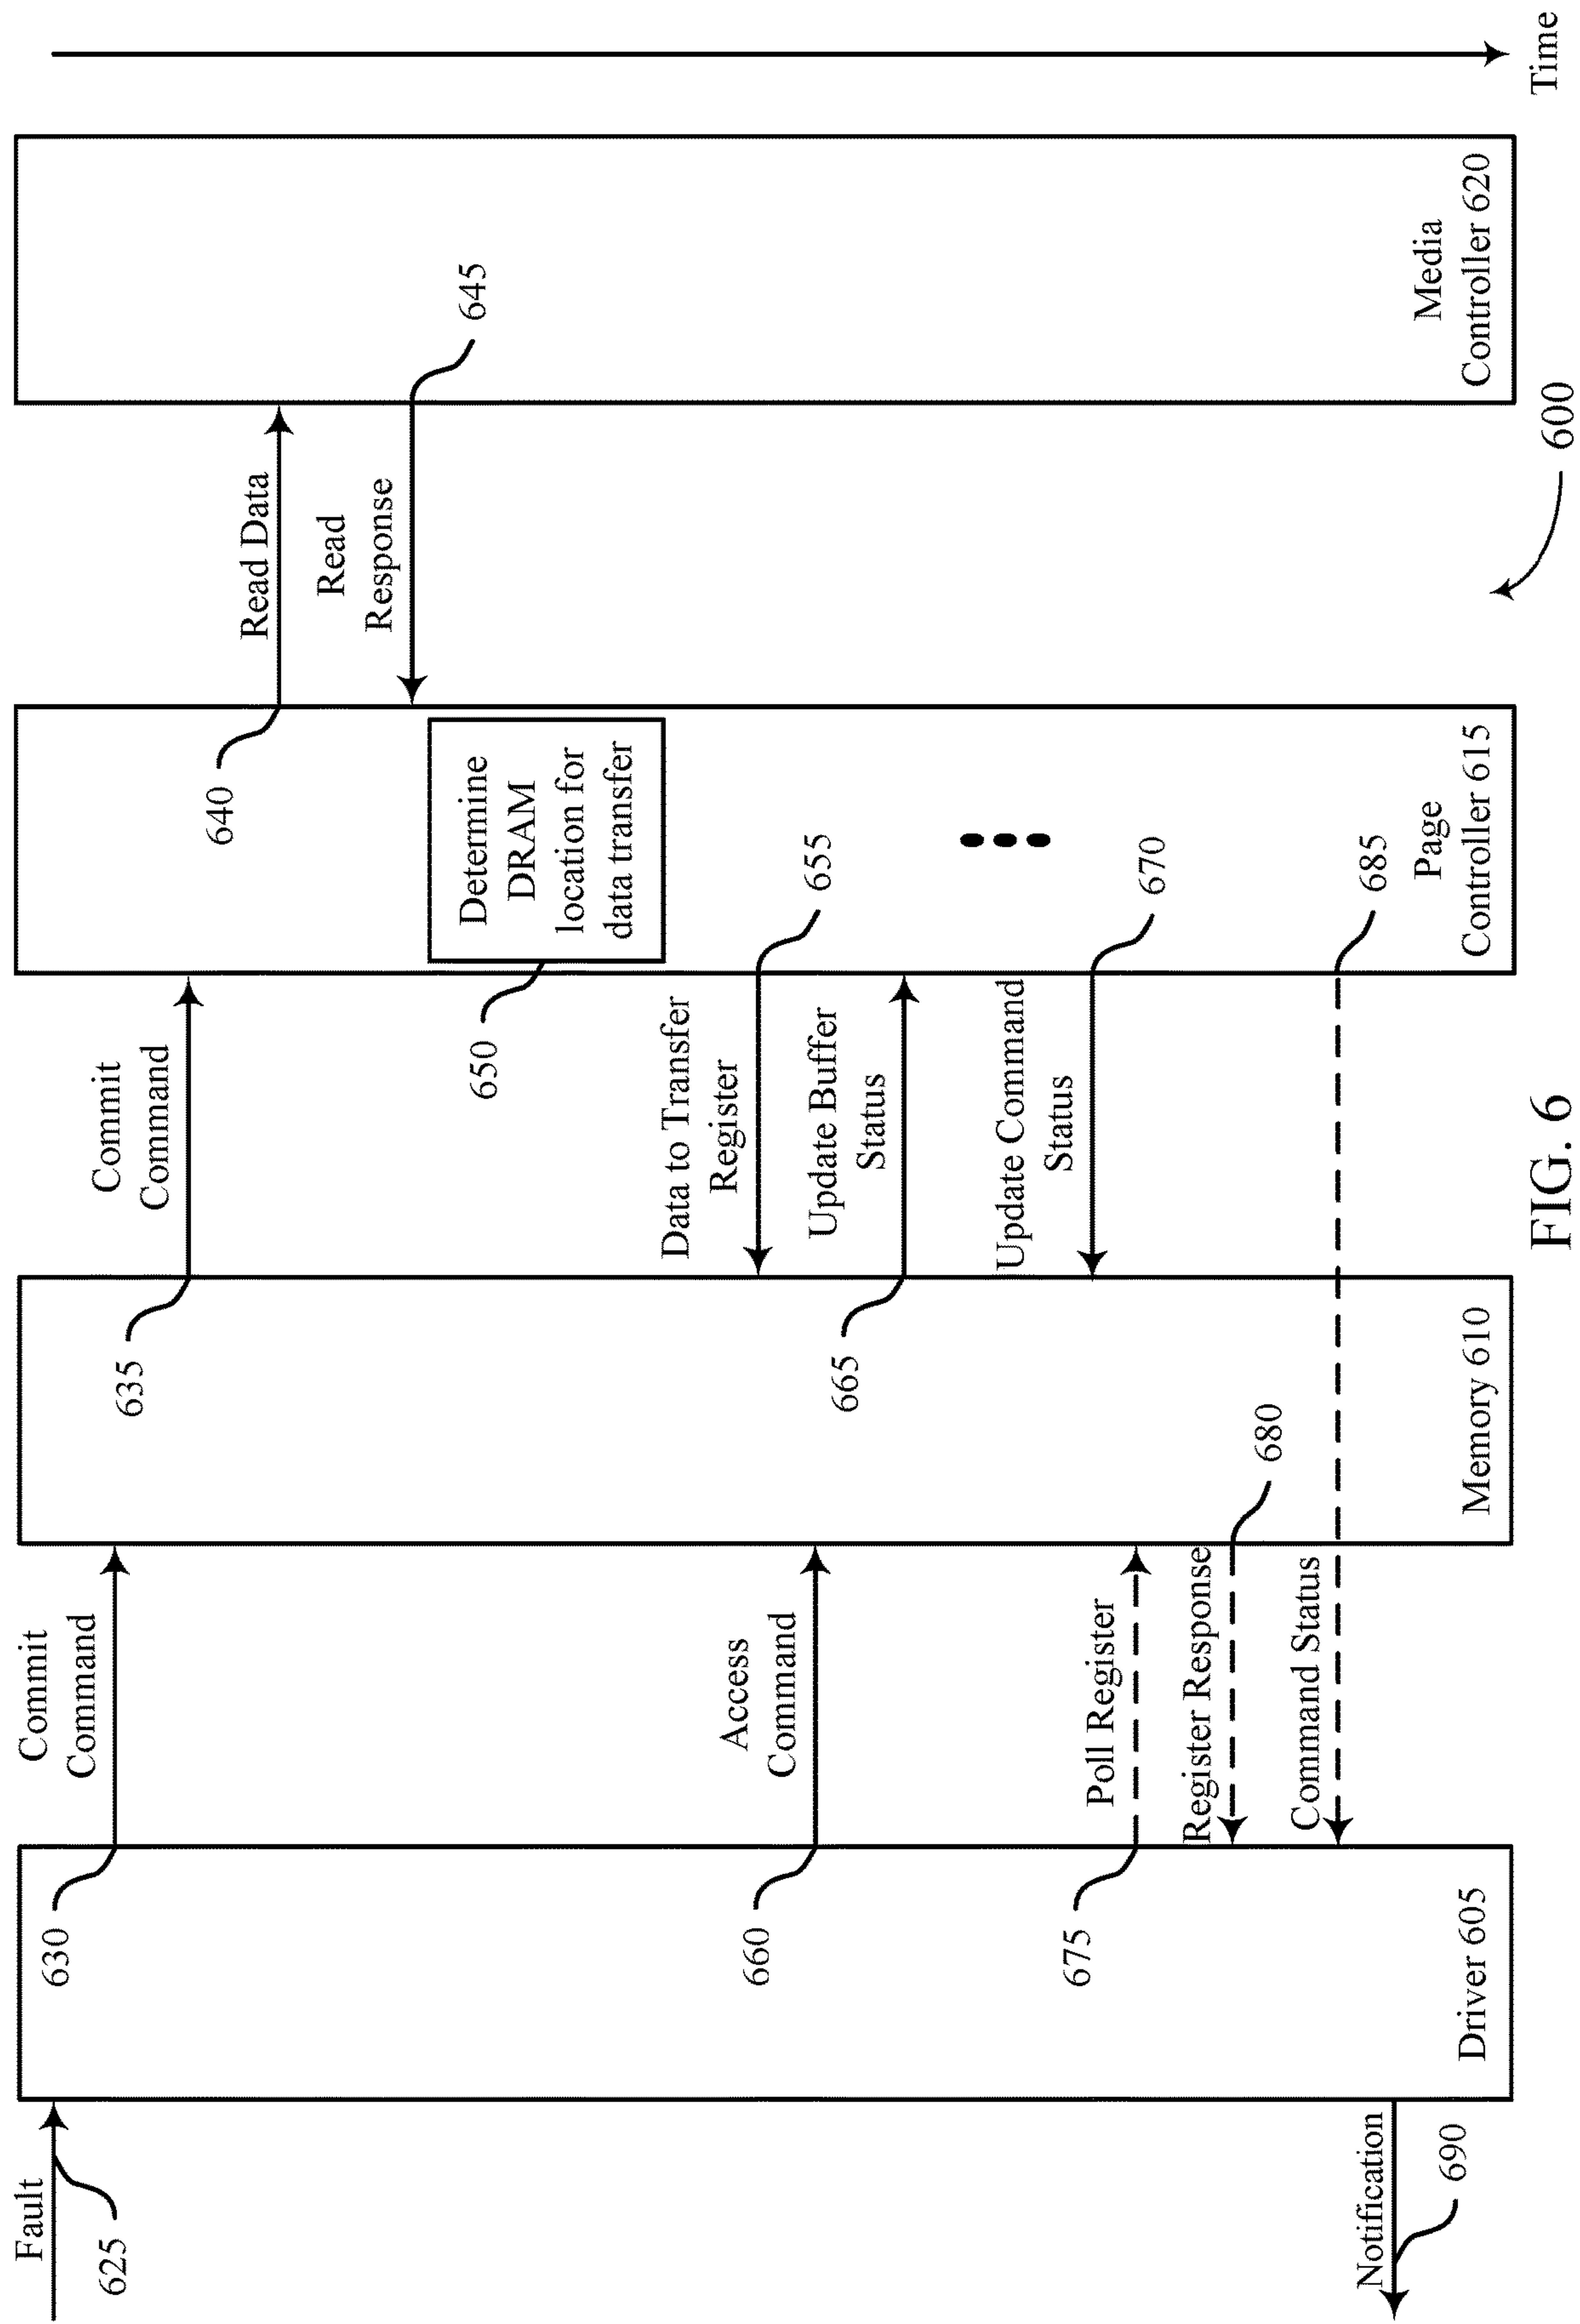 Fault
625
630
Commit
Command
635
Commit
Command
640
Read Data
Read
Response
645
650
Determine
DRAM
location for
data transfer
Data to Transfer
Register
655
660
Access
Command
665
Update Buffer
Status
Update Command
Status
670
675
Poll Register
Register Response
680
Command Status
685
Notification
690
Driver 605
Memory 610
Page
Controller 615
Media
Controller 620
Time
600
FIG. 6